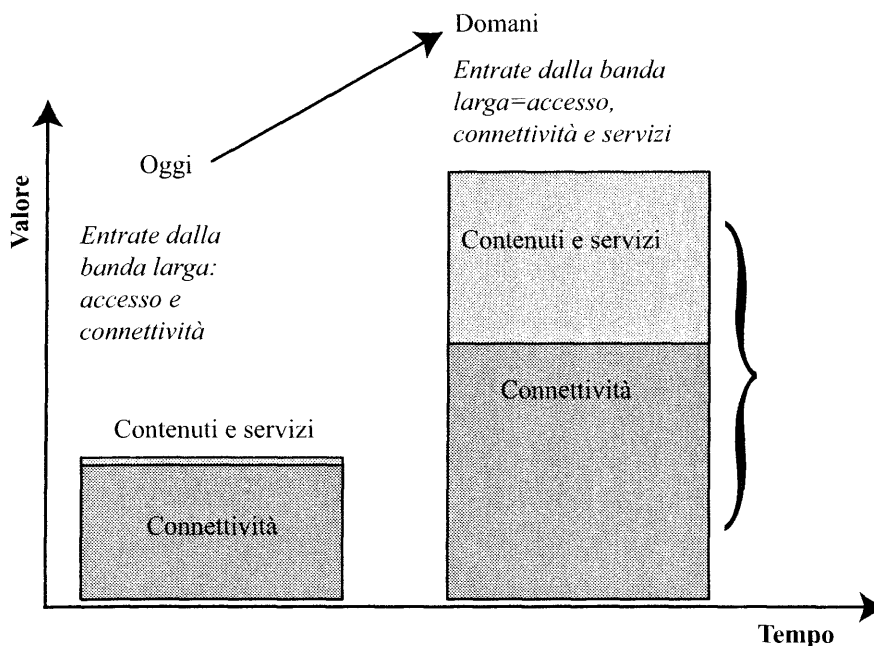 Domani
Entrate dalla banda
larga=accesso,
connettività e servizi
Oggi
Valore
Entrate dalla
banda larga:
accesso e
connettività
Contenuti e servizi
Connettività
Contenuti e servizi
Connettività
Tempo